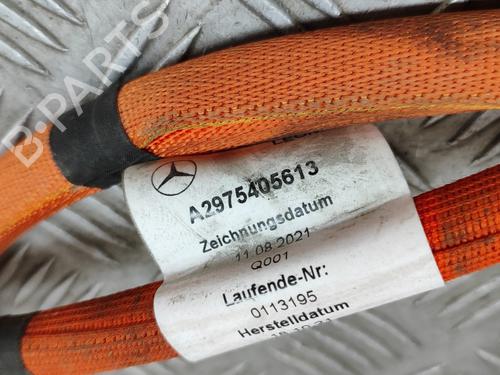 B-PARTS
A2975405613
Zeichnungsdatum
11.08.2021
Q001
Laufende-Nr:
0113195
Herstelldatum